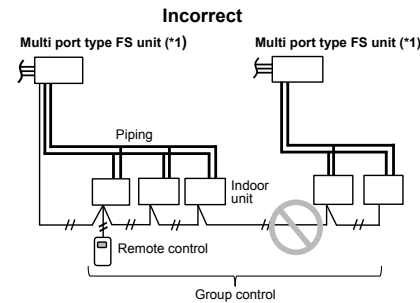 Incorrect
Multi port type FS unit (*1)
Multi port type FS unit (*1)
Piping
Indoor
unit
Remote control
Group control